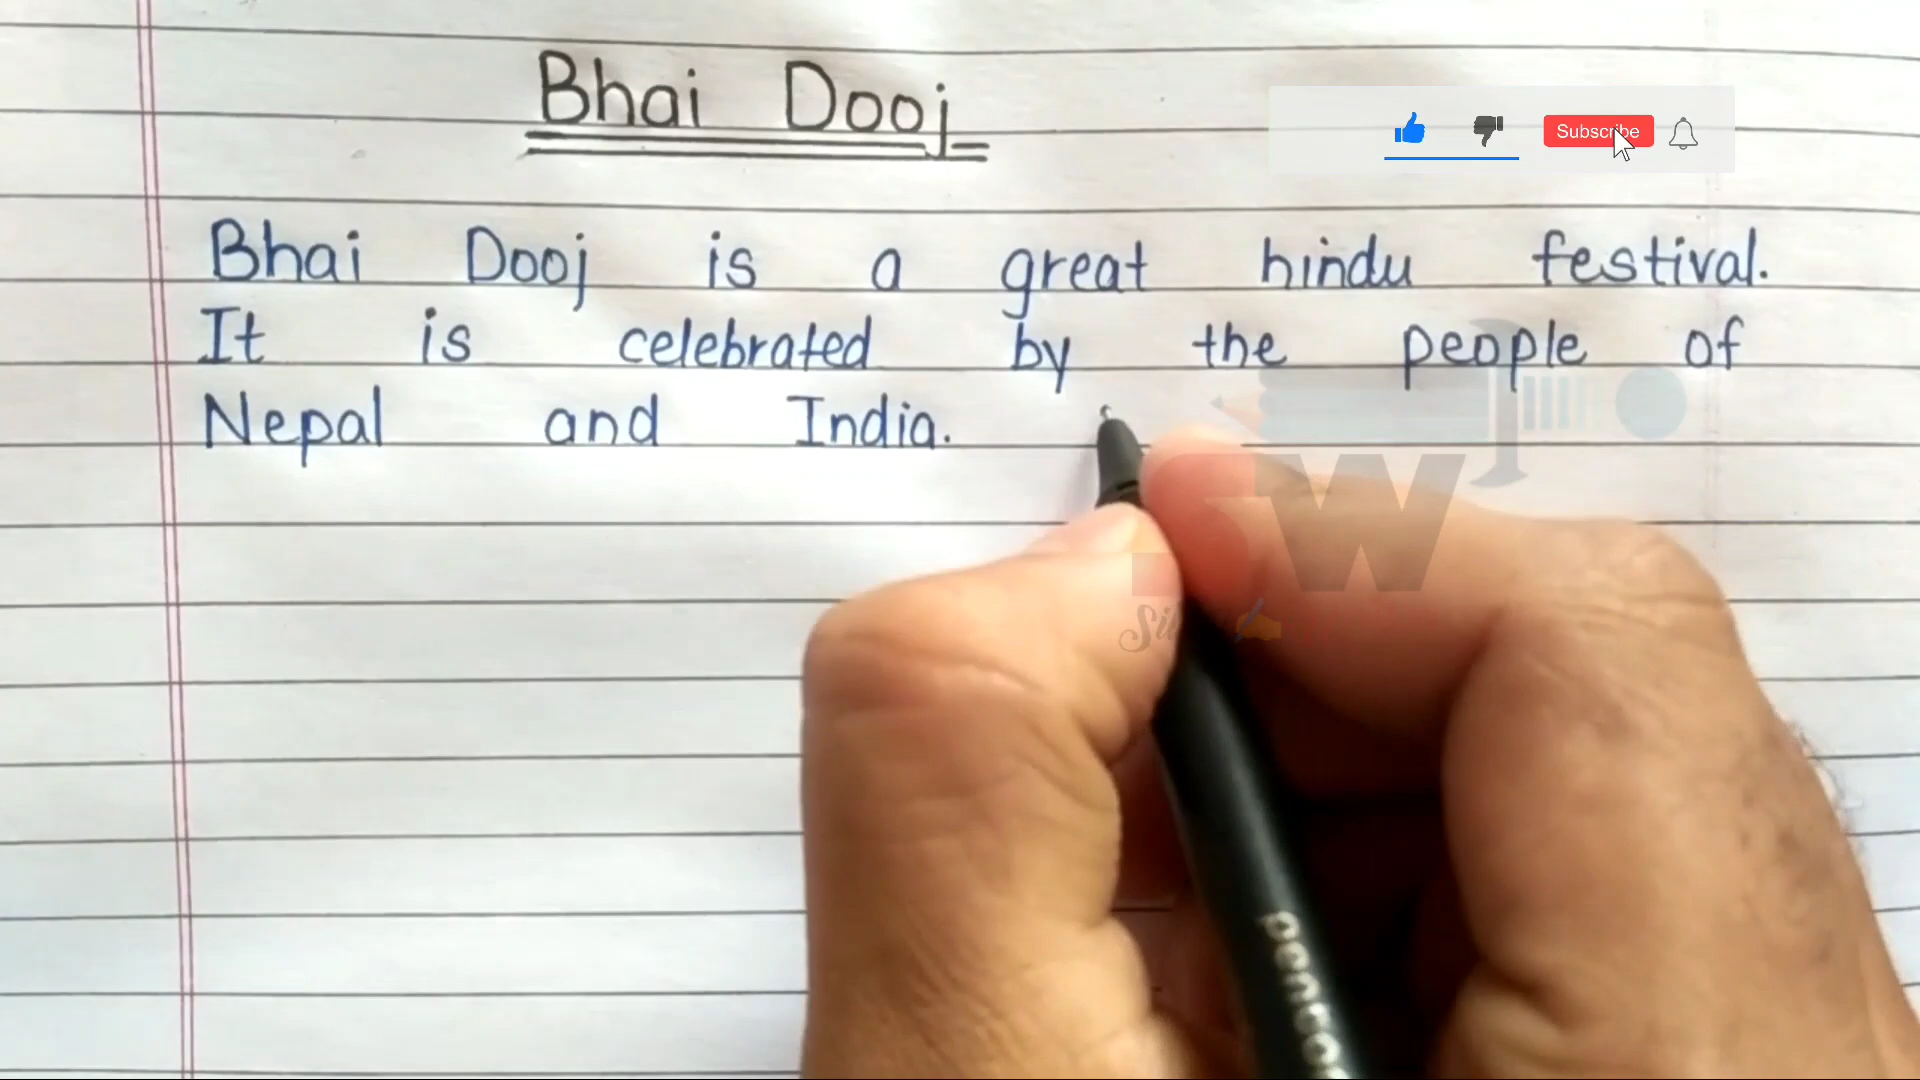 Bhai Dooj
Subscribe
Bhai Dooj is a great hindu festival.
It is celebrated by the people of
Nepal and India.
SW